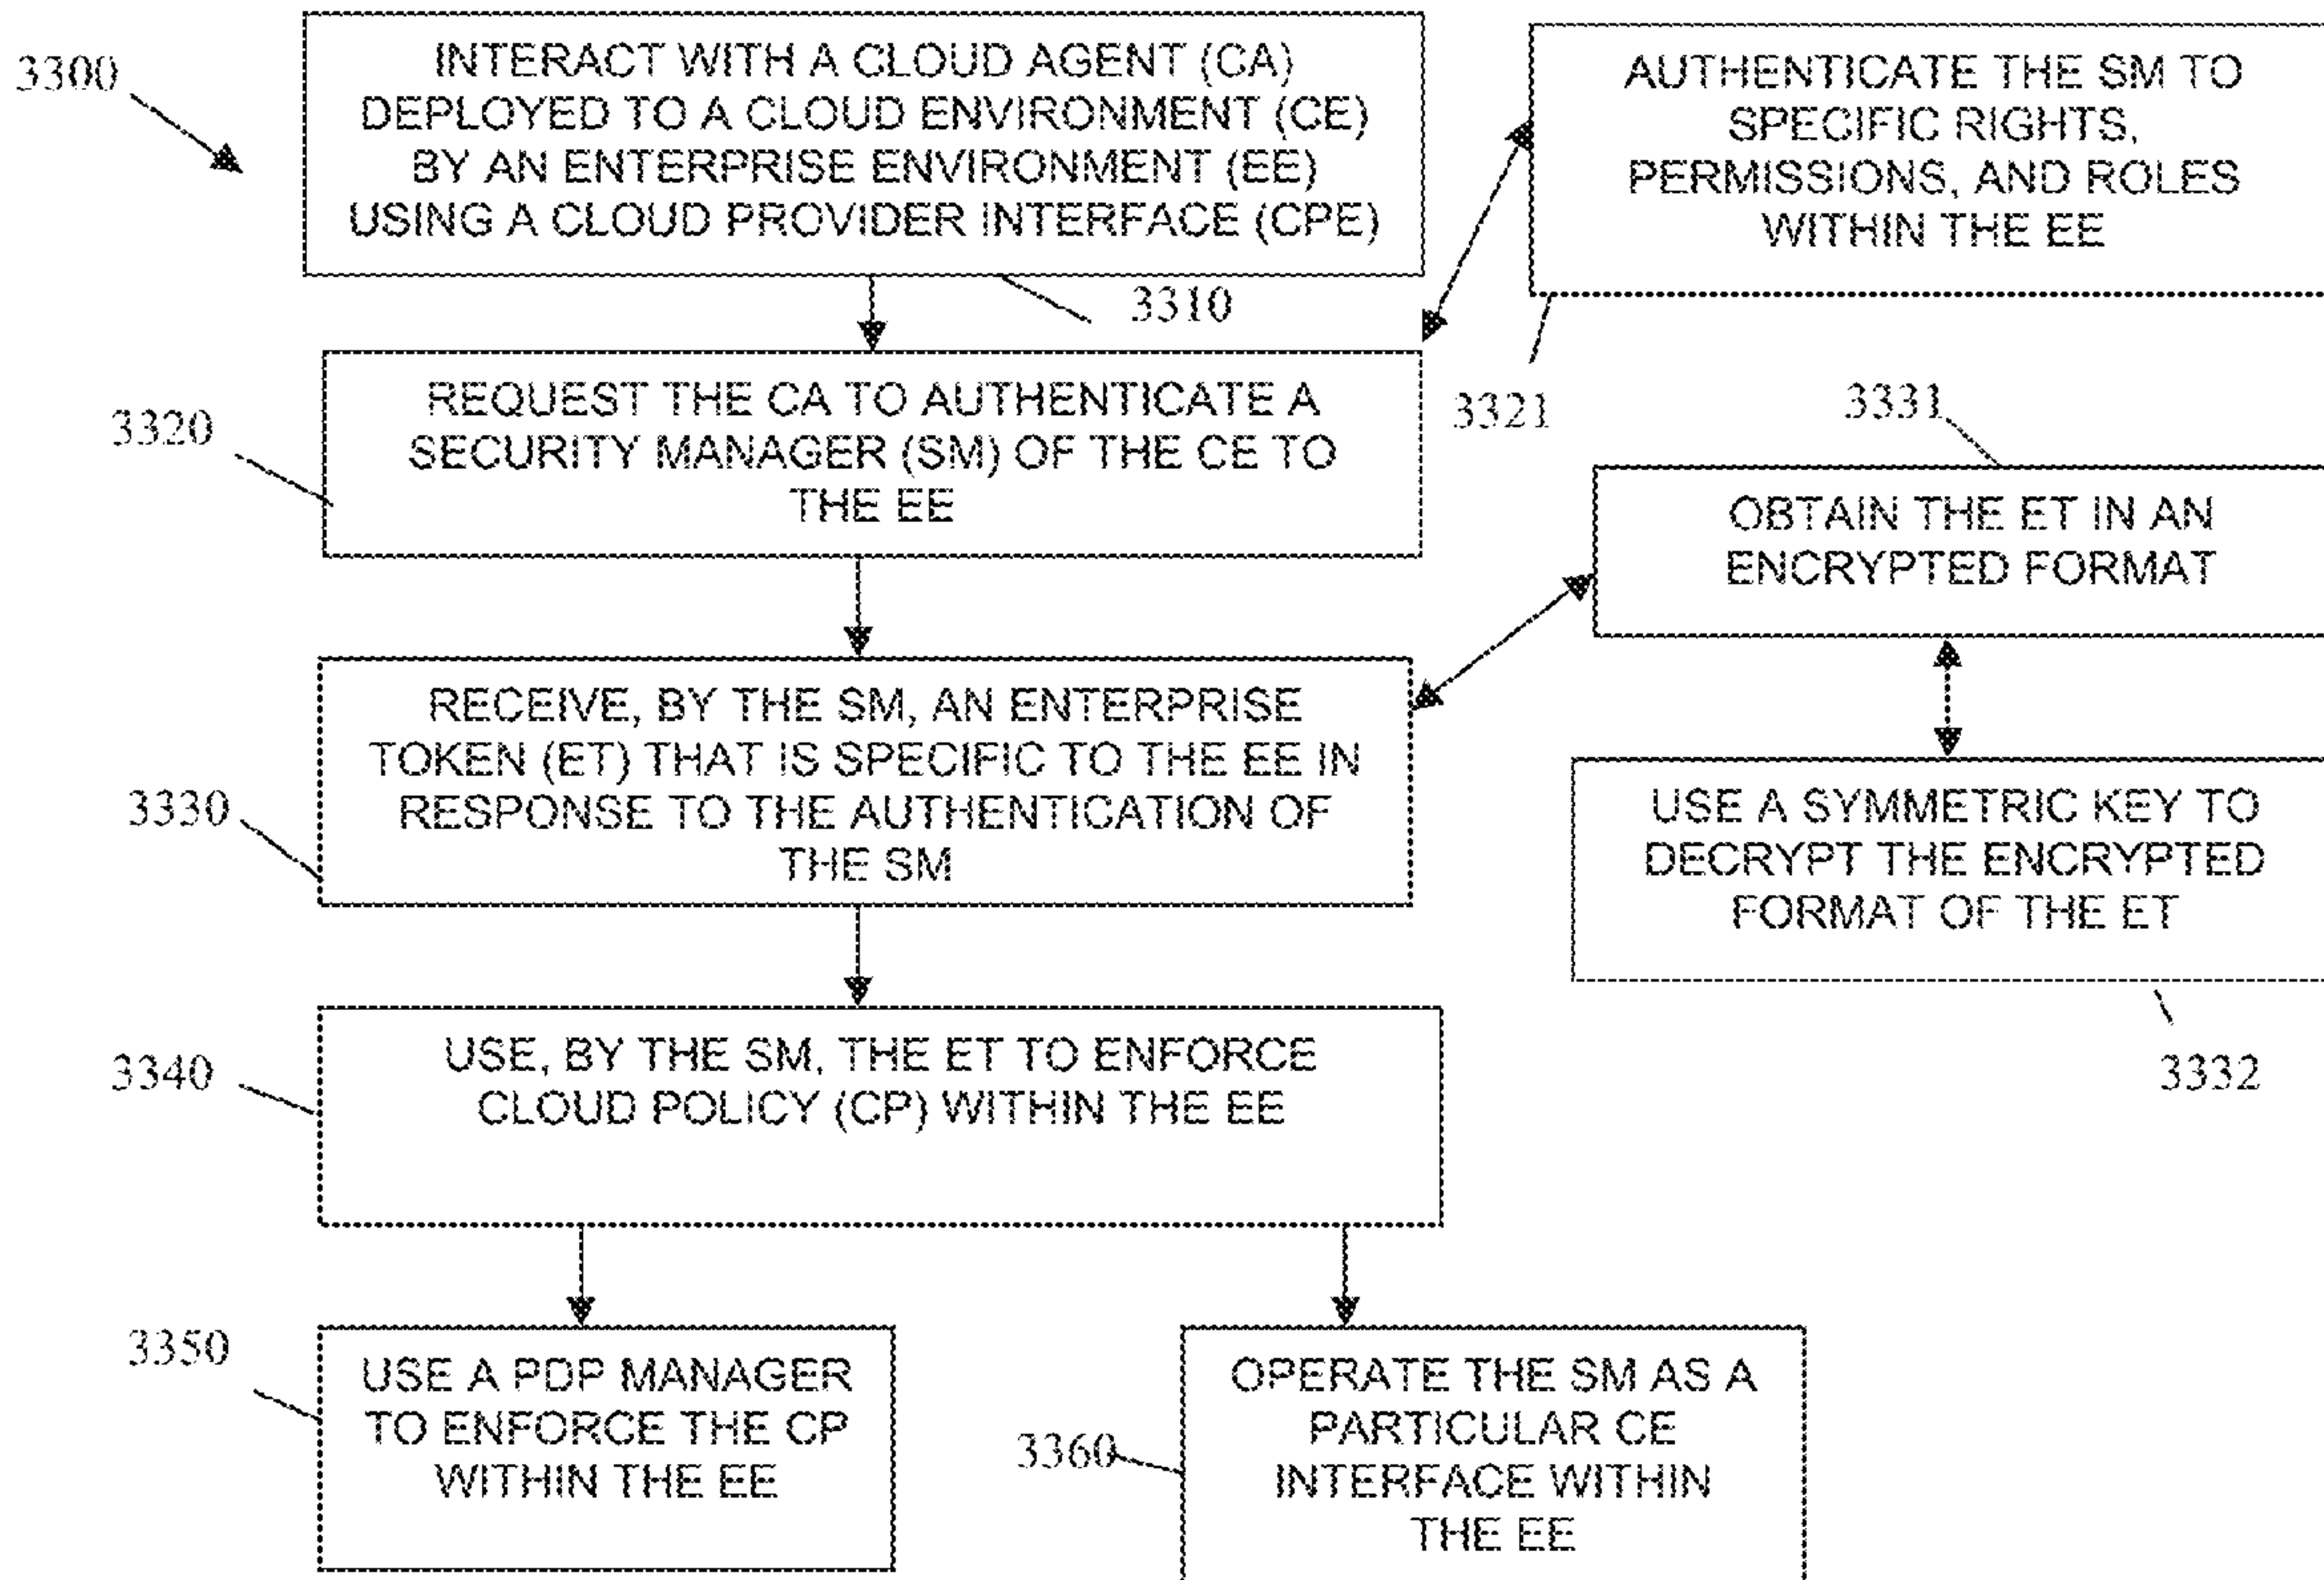 3300
INTERACT WITH A CLOUD AGENT (CA)
DEPLOYED TO A CLOUD ENVIRONMENT (CE)
BY AN ENTERPRISE ENVIRONMENT (EE)
USING A CLOUD PROVIDER INTERFACE (CPE)
3310
AUTHENTICATE THE SM TO
SPECIFIC RIGHTS,
PERMISSIONS, AND ROLES
WITHIN THE EE
3321
3320
REQUEST THE CA TO AUTHENTICATE A
SECURITY MANAGER (SM) OF THE CE TO
THE EE
3331
OBTAIN THE ET IN AN
ENCRYPTED FORMAT
3330
RECEIVE, BY THE SM, AN ENTERPRISE
TOKEN (ET) THAT IS SPECIFIC TO THE EE IN
RESPONSE TO THE AUTHENTICATION OF
THE SM
USE A SYMMETRIC KEY TO
DECRYPT THE ENCRYPTED
FORMAT OF THE ET
3332
3340
USE, BY THE SM, THE ET TO ENFORCE
CLOUD POLICY (CP) WITHIN THE EE
3350
USE A PDP MANAGER
TO ENFORCE THE CP
WITHIN THE EE
3360
OPERATE THE SM AS A
PARTICULAR CE
INTERFACE WITHIN
THE EE